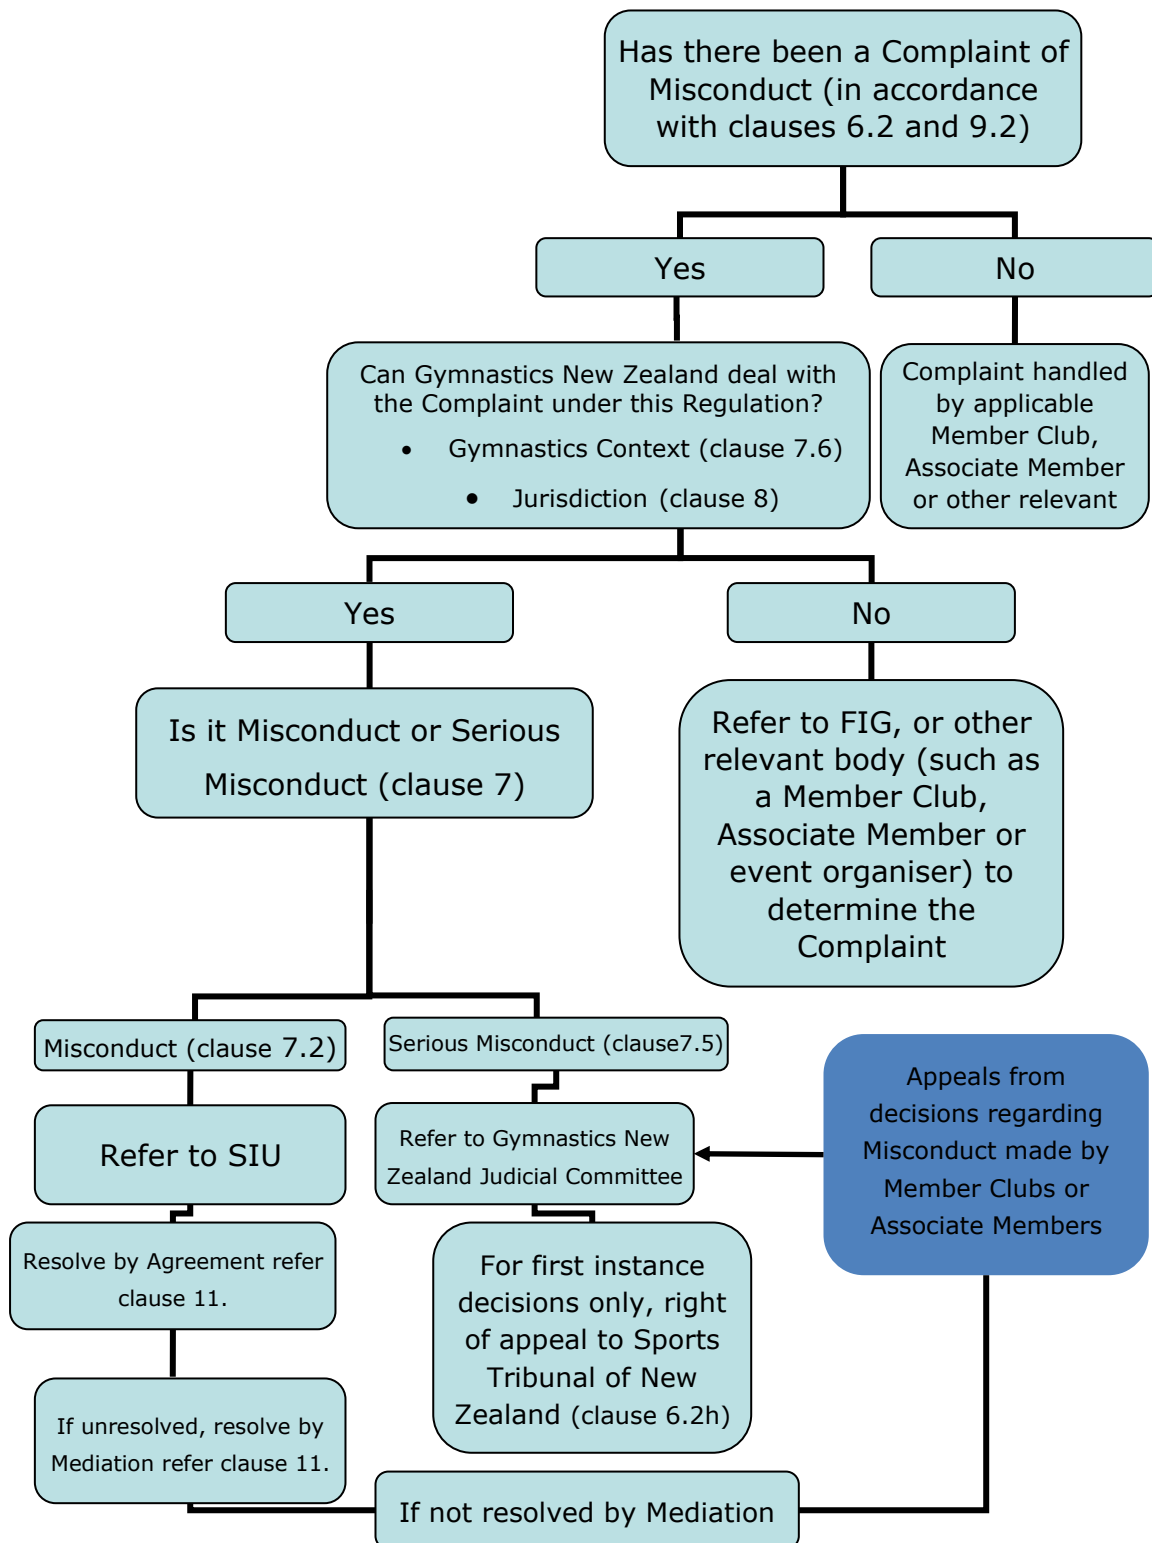 Has there been a Complaint of
Misconduct (in accordance
with clauses 6.2 and 9.2)
Yes
No
Can Gymnastics New Zealand deal with
the Complaint under this Regulation?
• Gymnastics Context (clause 7.6)
• Jurisdiction (clause 8)
Complaint handled
by applicable
Member Club,
Associate Member
or other relevant
Yes
No
Is it Misconduct or Serious
Misconduct (clause 7)
Refer to FIG, or other
relevant body (such as
a Member Club,
Associate Member or
event organiser) to
determine the
Complaint
Misconduct (clause 7.2)
Serious Misconduct (clause7.5)
Refer to SIU
Refer to Gymnastics New
Zealand Judicial Committee
Appeals from
decisions regarding
Misconduct made by
Member Clubs or
Associate Members
Resolve by Agreement refer
clause 11.
For first instance
decisions only, right
of appeal to Sports
Tribunal of New
Zealand (clause 6.2h)
If unresolved, resolve by
Mediation refer clause 11.
If not resolved by Mediation